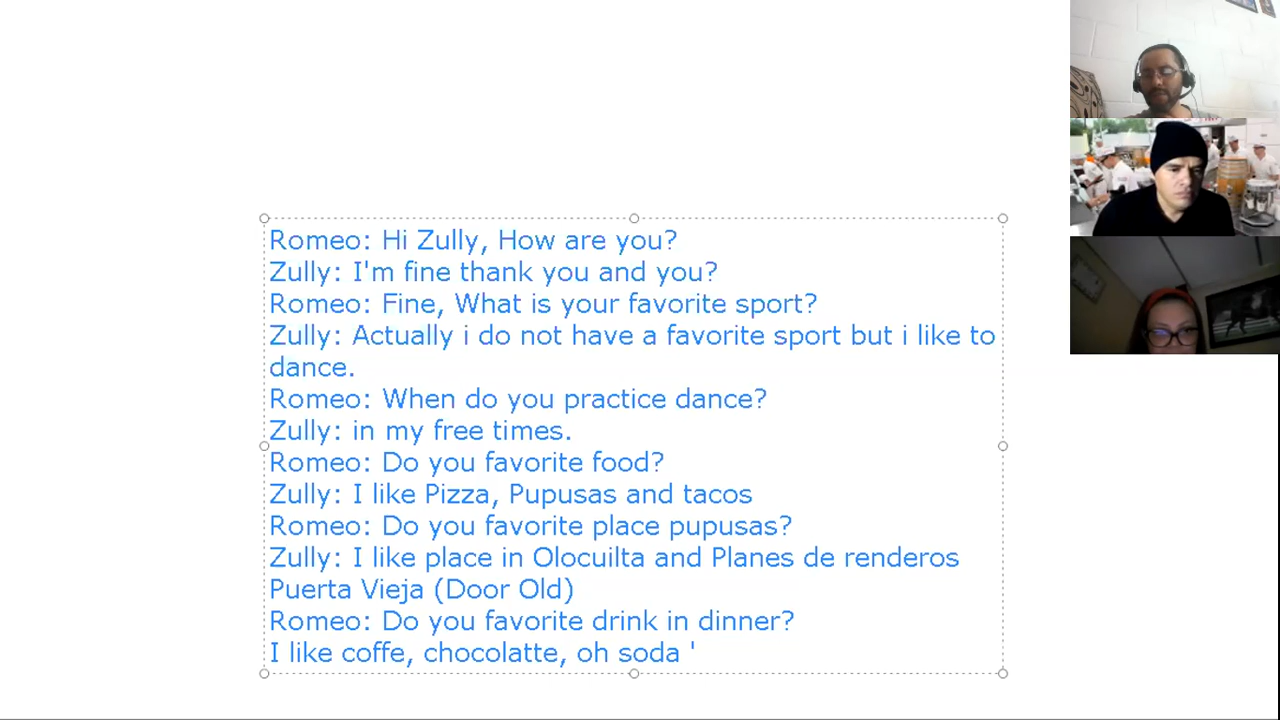 Romeo: Hi Zully, How are you?
Zully: I'm fine thank you and you?
Romeo: Fine, What is your favorite sport?
Zully: Actually i do not have a favorite sport but i like to
dance.
Romeo: When do you practice dance?
Zully: in my free times.
Romeo: Do you favorite food?
Zully: I like Pizza, Pupusas and tacos
Romeo: Do you favorite place pupusas?
Zully: I like place in Olocuilta and Planes de renderos
Puerta Vieja (Door Old)
Romeo: Do you favorite drink in dinner?
I like coffe, chocolatte, oh soda '